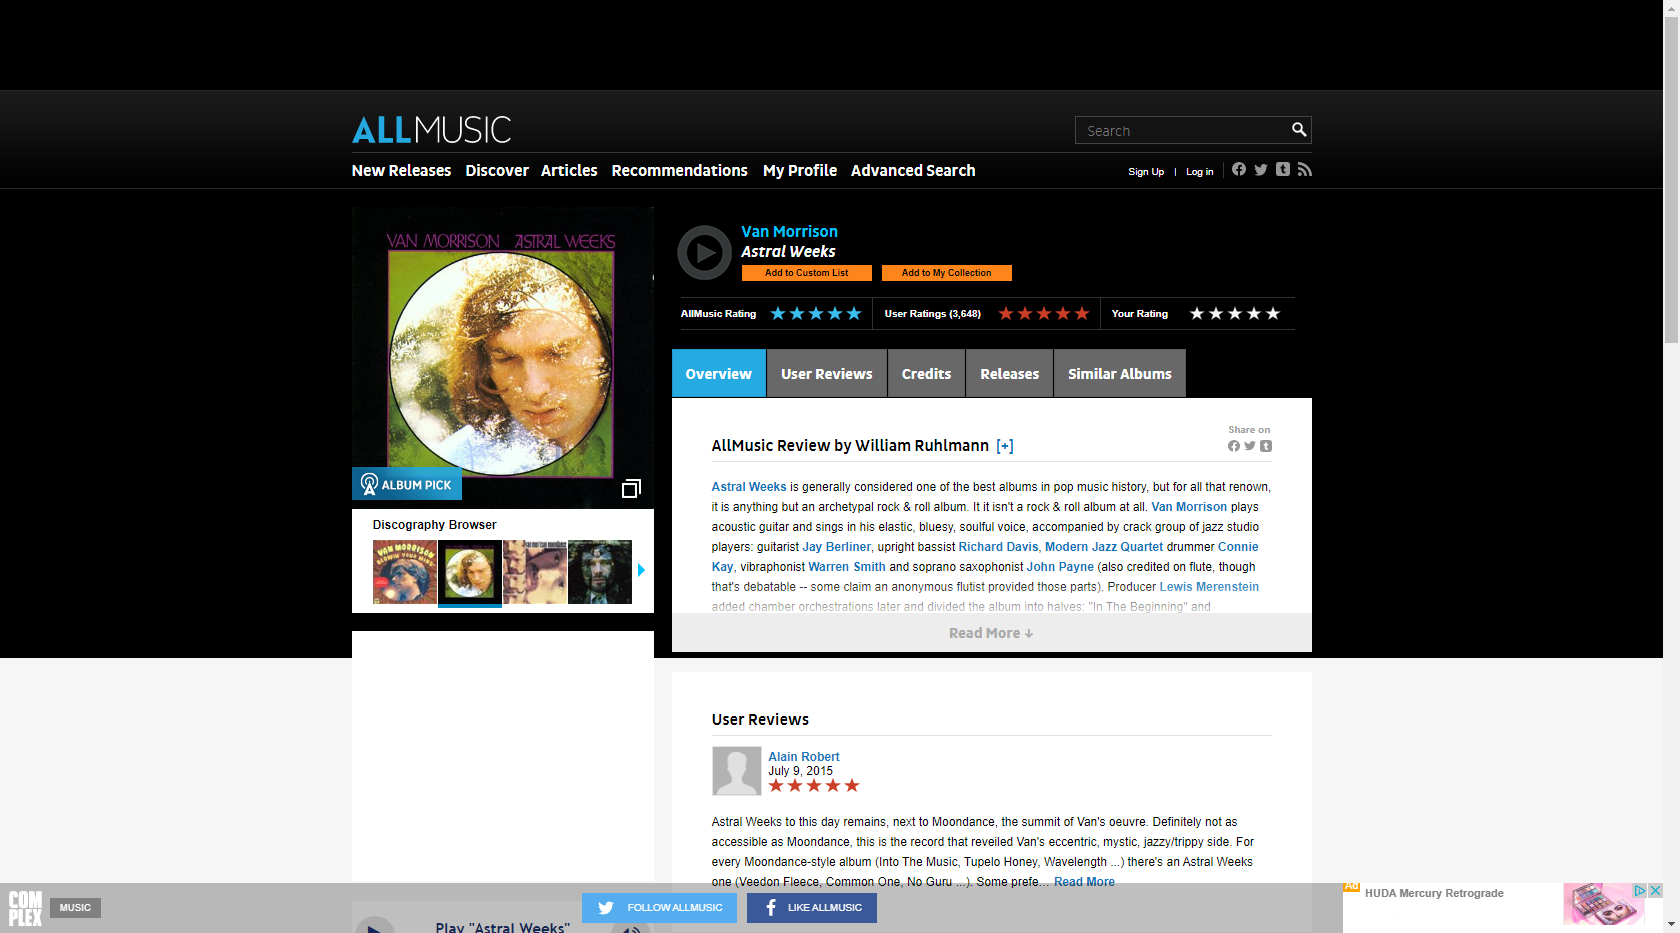 ALLMUSIC
Search
New Releases Discover Articles Recommendations My Profile Advanced Search
Sign Up | Log in
VAN MORRISON ASTRAL WEEKS
ALBUM PICK
Van Morrison
Astral Weeks
Add to Custom List Add to My Collection
AllMusic Rating User Ratings (3,648) Your Rating
Overview User Reviews Credits Releases Similar Albums
Share on
AllMusic Review by William Ruhlmann [+]
Astral Weeks is generally considered one of the best albums in pop music history, but for all that renown,
it is anything but an archetypal rock & roll album. It it isn't a rock & roll album at all. Van Morrison plays
acoustic guitar and sings in his elastic, bluesy, soulful voice, accompanied by crack group of jazz studio
players: guitarist Jay Berliner, upright bassist Richard Davis, Modern Jazz Quartet drummer Connie
Kay, vibraphonist Warren Smith and soprano saxophonist John Payne (also credited on flute, though
that's debatable -- some claim an anonymous flutist provided those parts). Producer Lewis Merenstein
added chamber orchestrations later and divided the album into halves: "In The Beginning" and
Read More ↓
Discography Browser
VAN MORRISON
BLOWIN' YOUR MIND!
van morrison moondance
User Reviews
Alain Robert
July 9, 2015
Astral Weeks to this day remains, next to Moondance, the summit of Van's oeuvre. Definitely not as
accessible as Moondance, this is the record that reveiled Van's eccentric, mystic, jazzy/trippy side. For
every Moondance-style album (Into The Music, Tupelo Honey, Wavelength ...) there's an Astral Weeks
one (Veedon Fleece, Common One, No Guru ...). Some prefe... Read More
Play "Astral Weeks"
COMPLEX
MUSIC
FOLLOW ALLMUSIC
LIKE ALLMUSIC
Ad
HUDA Mercury Retrograde